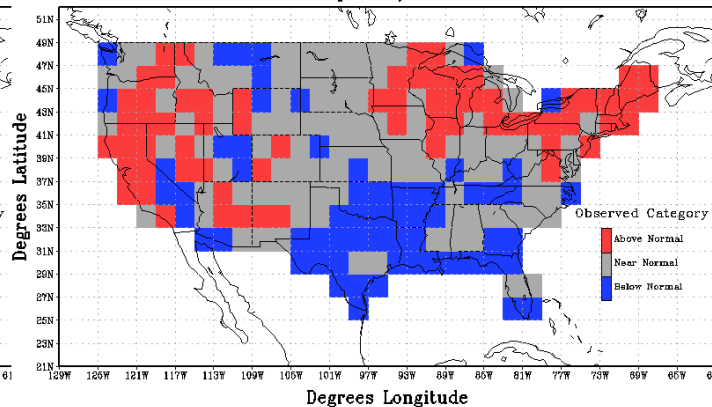 51N
49N
47N
45N
43N
41N
39N
37N
35N
33N
31N
29N
27N
25N
23N
21N
Degrees Latitude
Observed Category
Above Normal
Near Normal
Below Normal
61
129W 125W 121W 117W 113W 109W 105W 101W 97W 93W 89W 85W 81W 77W 73W 69W 65W 6
Degrees Longitude